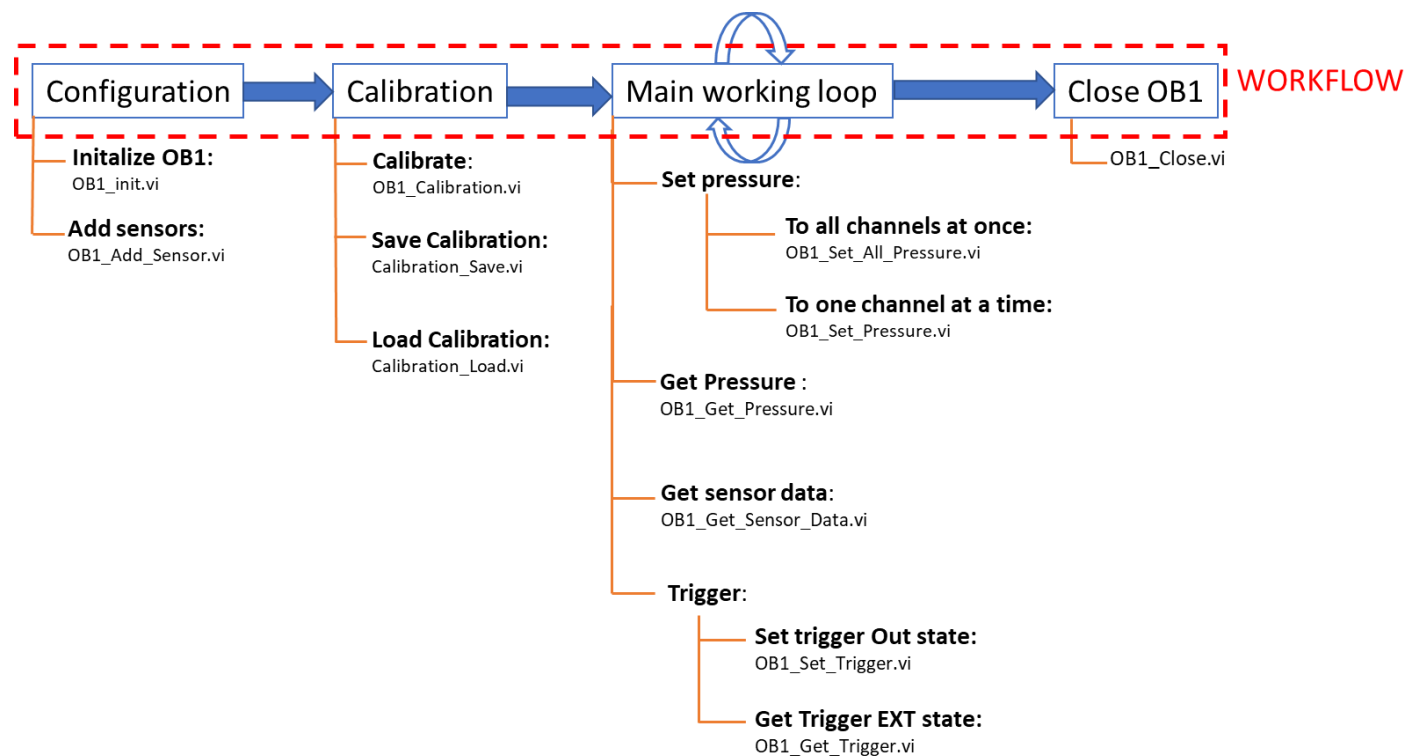 Configuration
Calibration
Main working loop
Close OB1
WORKFLOW
Initalize OB1:
OB1_init.vi
Add sensors:
OB1_Add_Sensor.vi
Calibrate:
OB1_Calibration.vi
Save Calibration:
Calibration_Save.vi
Load Calibration:
Calibration_Load.vi
Set pressure:
To all channels at once:
OB1_Set_All_Pressure.vi
To one channel at a time:
OB1_Set_Pressure.vi
Get Pressure :
OB1_Get_Pressure.vi
Get sensor data:
OB1_Get_Sensor_Data.vi
Trigger:
Set trigger Out state:
OB1_Set_Trigger.vi
Get Trigger EXT state:
OB1_Get_Trigger.vi
OB1_Close.vi